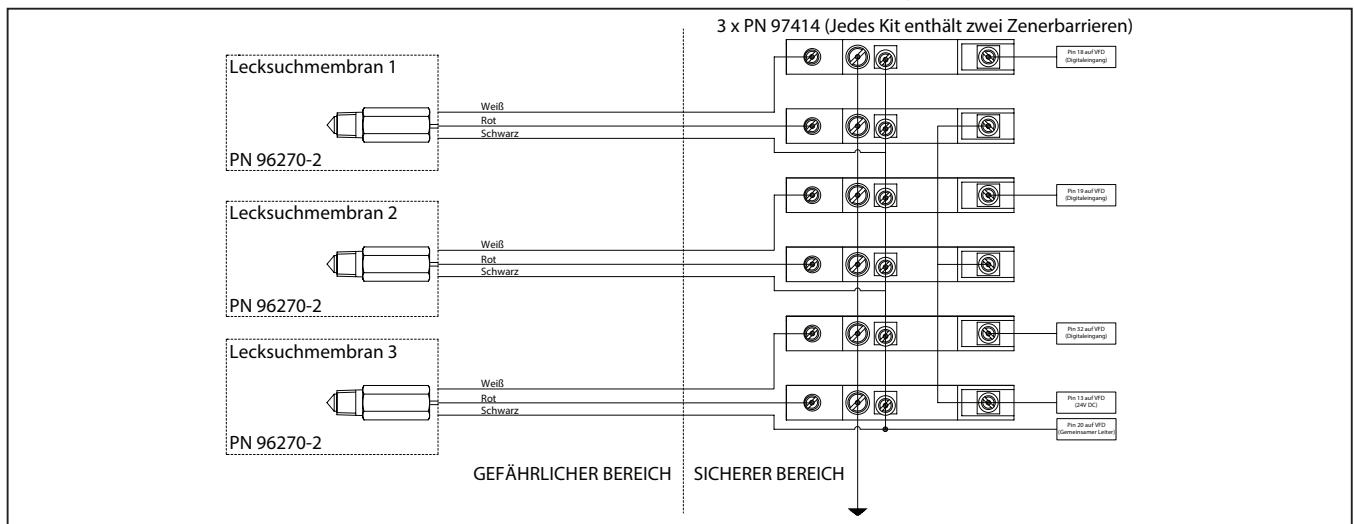 3 x PN 97414 (Jedes Kit enthält zwei Zenerbarrieren)
Lecksuchmembran 1
Weiß
Rot
Schwarz
PN 96270-2
Pin 18 auf VFD
(Digitaleingang)
Lecksuchmembran 2
Weiß
Rot
Schwarz
PN 96270-2
Pin 19 auf VFD
(Digitaleingang)
Lecksuchmembran 3
Weiß
Rot
Schwarz
PN 96270-2
Pin 32 auf VFD
(Digitaleingang)
Pin 13 auf VFD
(24V DC)
Pin 20 auf VFD
(Gemeinsamer Leiter)
GEFÄHRLICHER BEREICH
SICHERER BEREICH